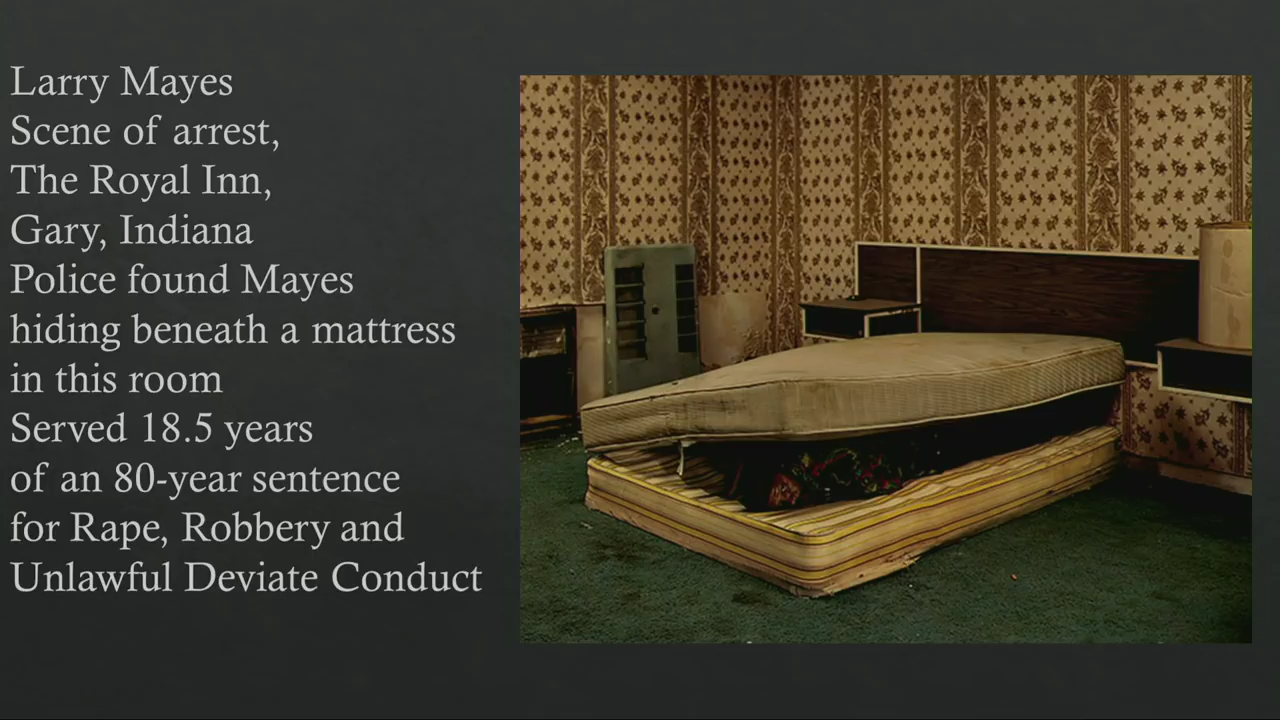 Larry Mayes
Scene of arrest,
The Royal Inn,
Gary, Indiana
Police found Mayes
hiding beneath a mattress
in this room
Served 18.5 years
of an 80-year sentence
for Rape, Robbery and
Unlawful Deviate Conduct